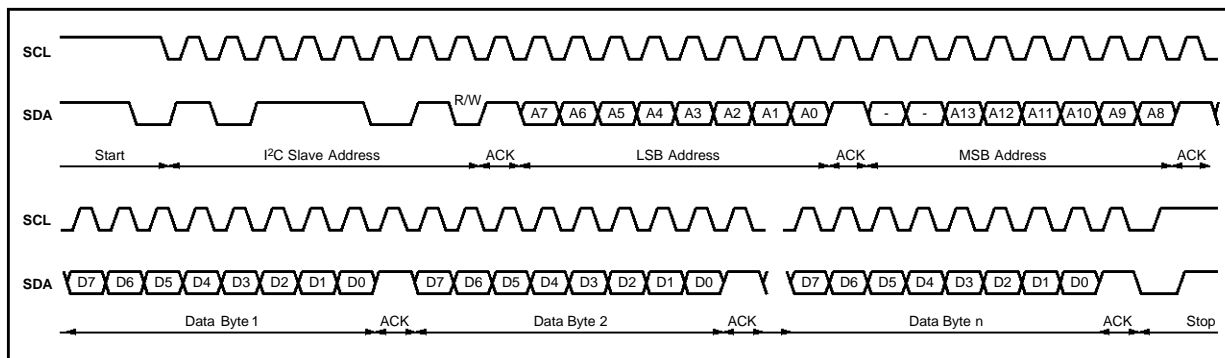 SCL
SDA R/W A7 A6 A5 A4 A3 A2 A1 A0 - - A13 A12 A11 A10 A9 A8
Start I²C Slave Address ACK LSB Address ACK MSB Address ACK
SCL
SDA D7 D6 D5 D4 D3 D2 D1 D0 D7 D6 D5 D4 D3 D2 D1 D0 D7 D6 D5 D4 D3 D2 D1 D0
Data Byte 1 ACK Data Byte 2 ACK Data Byte n ACK Stop